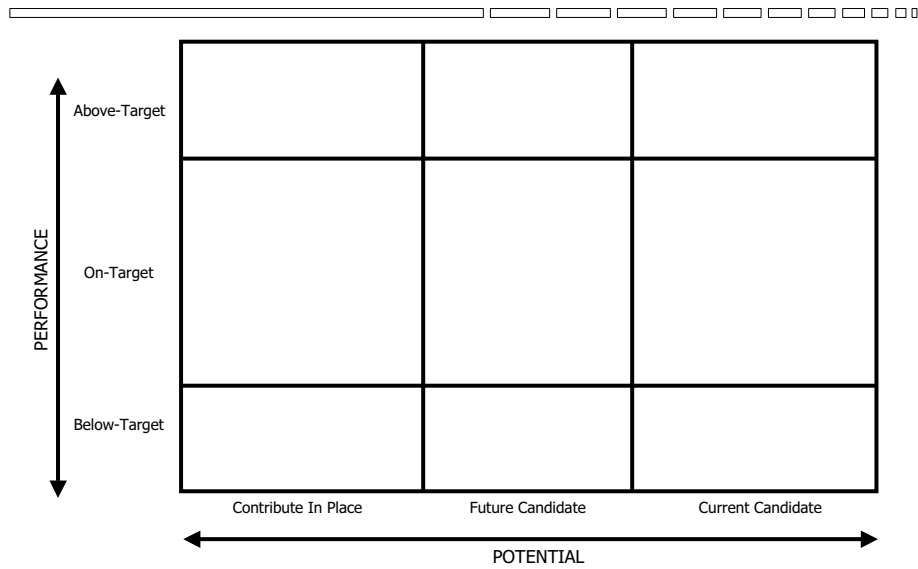 Above-Target
On-Target
Below-Target
PERFORMANCE
Contribute In Place
Future Candidate
Current Candidate
POTENTIAL